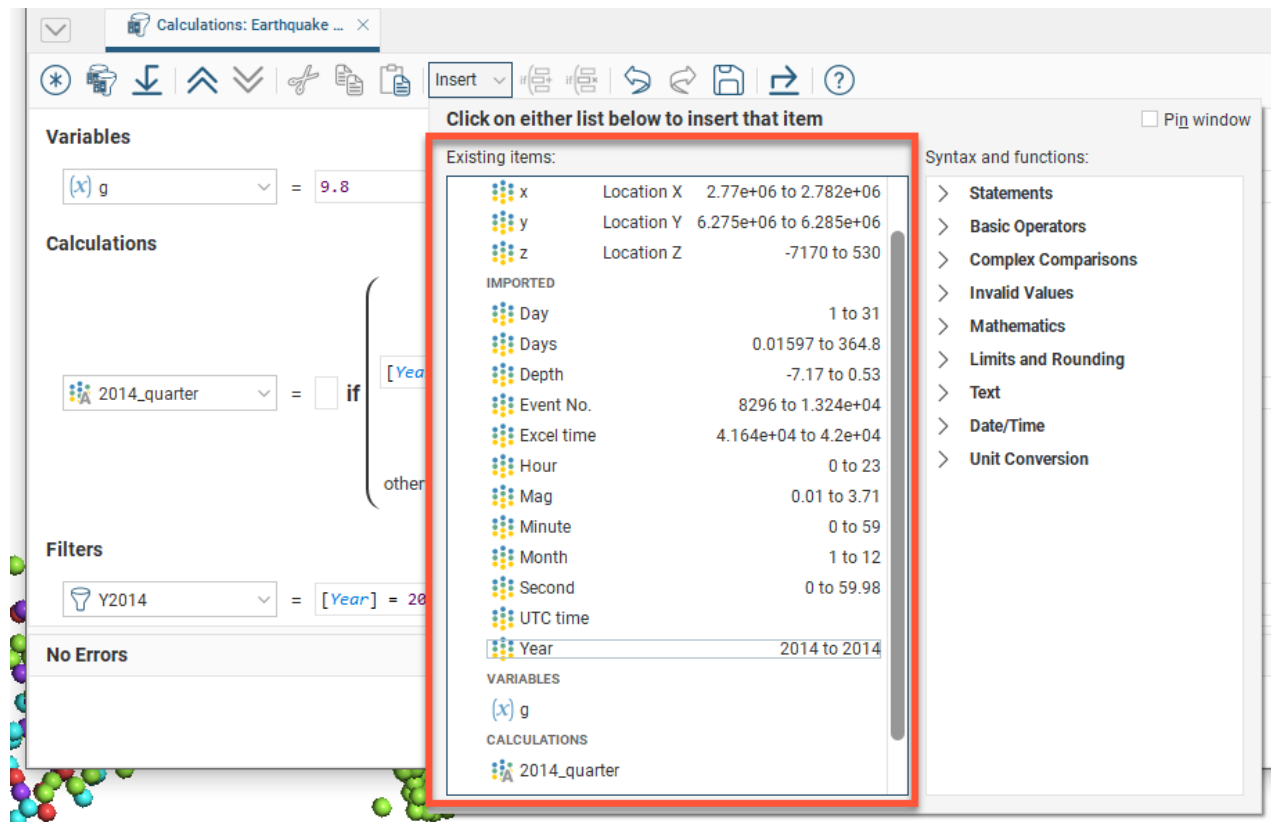 Calculations: Earthquake ...
Insert
Click on either list below to insert that item
Pin window
Variables
(x) g = 9.8
Calculations
2014_quarter = if
[Yea
other
Filters
Y2014 = [Year] = 20
No Errors
Existing items:
x Location X 2.77e+06 to 2.782e+06
y Location Y 6.275e+06 to 6.285e+06
z Location Z -7170 to 530
IMPORTED
Day 1 to 31
Days 0.01597 to 364.8
Depth -7.17 to 0.53
Event No. 8296 to 1.324e+04
Excel time 4.164e+04 to 4.2e+04
Hour 0 to 23
Mag 0.01 to 3.71
Minute 0 to 59
Month 1 to 12
Second 0 to 59.98
UTC time
Year 2014 to 2014
VARIABLES
(x) g
CALCULATIONS
2014_quarter
Syntax and functions:
Statements
Basic Operators
Complex Comparisons
Invalid Values
Mathematics
Limits and Rounding
Text
Date/Time
Unit Conversion